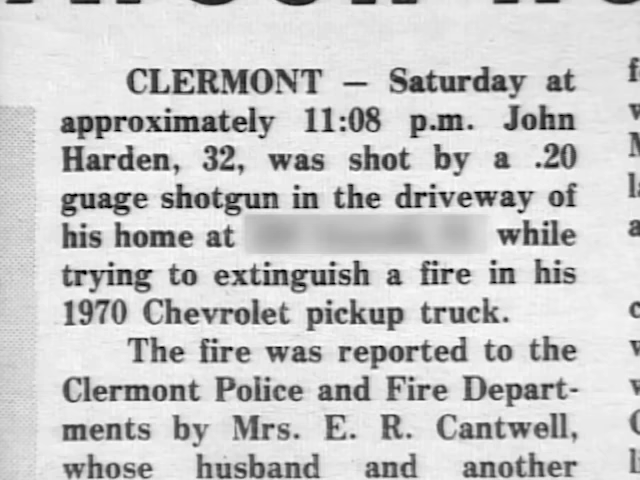 CLERMONT — Saturday at
approximately 11:08 p.m. John
Harden, 32, was shot by a .20
guage shotgun in the driveway of
his home at while
trying to extinguish a fire in his
1970 Chevrolet pickup truck.
The fire was reported to the
Clermont Police and Fire Depart-
ments by Mrs. E. R. Cantwell,
whose husband and another